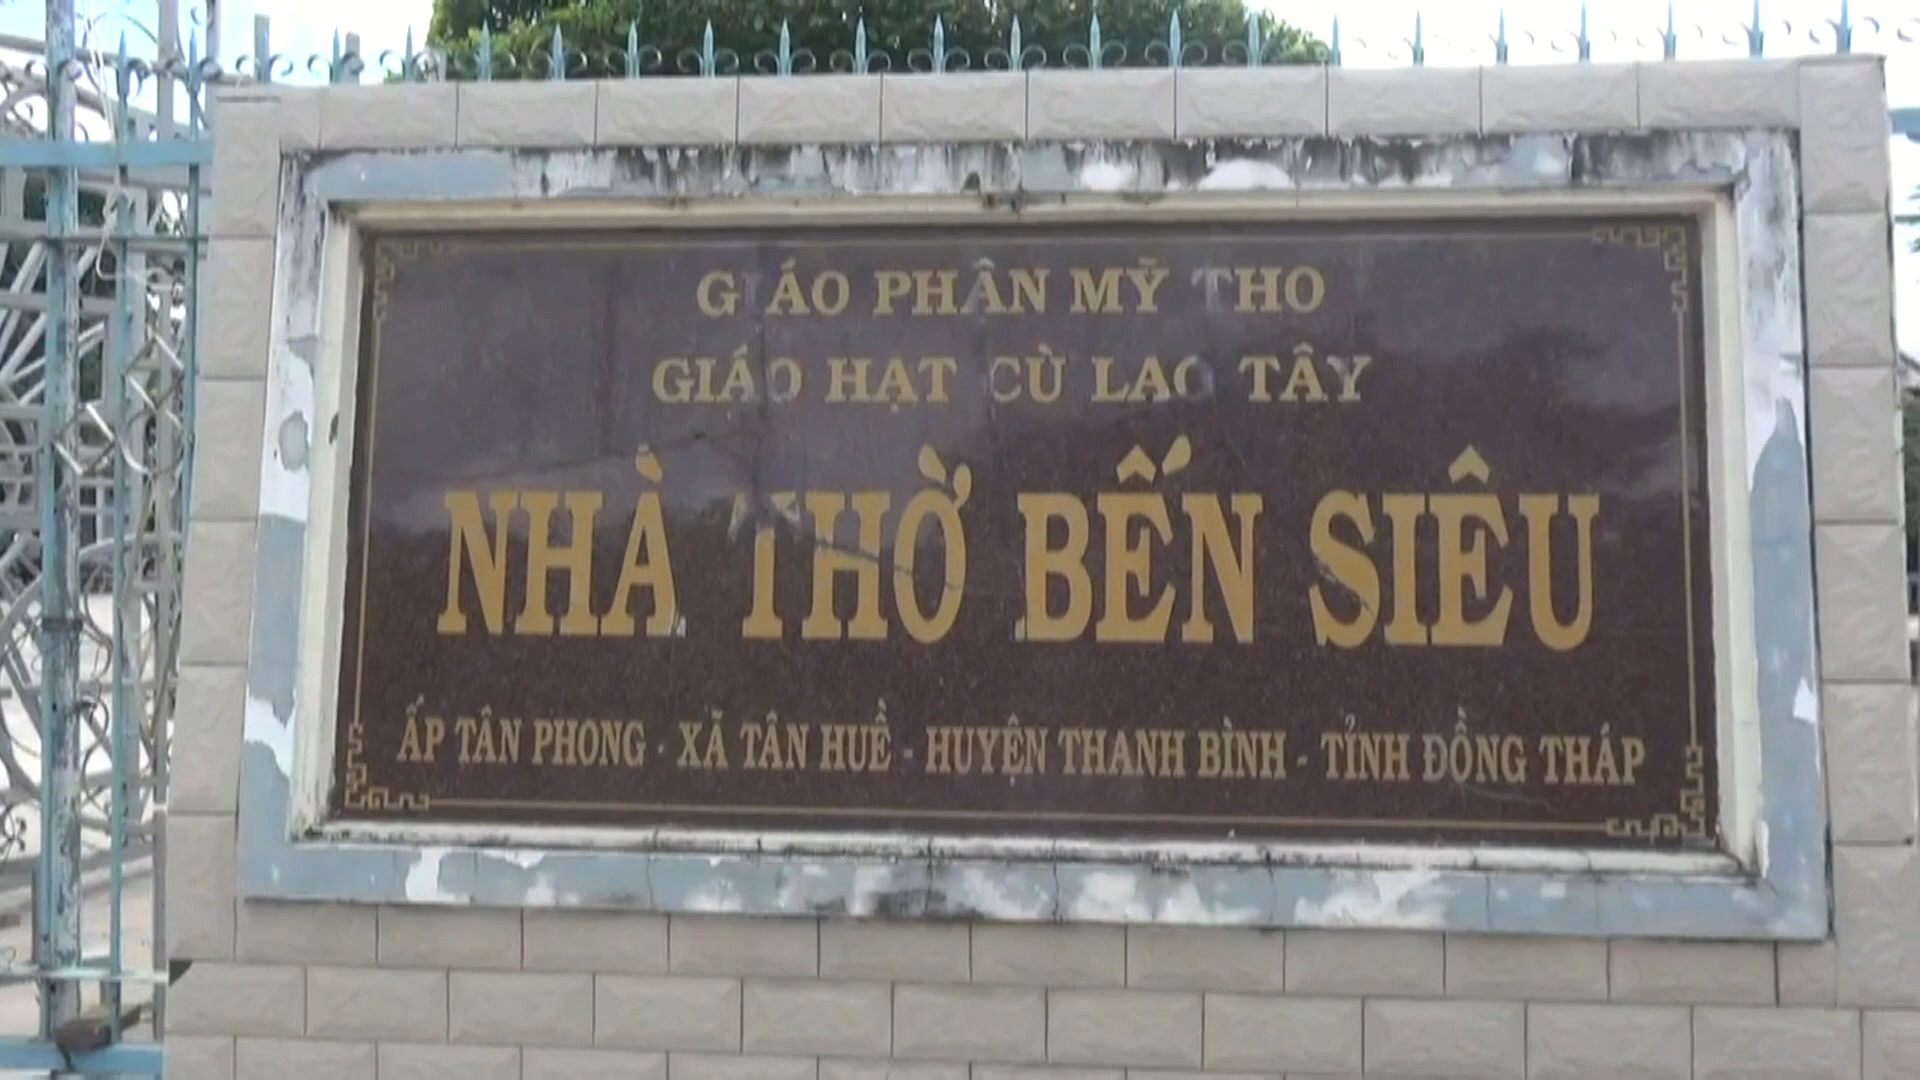 GIÁO PHÂN MỸ THO
GIÁO HẠT CÙ LAO TÂY
NHÀ THỜ BẾN SIÊU
ẤP TÂN PHONG - XÃ TÂN HUỀ - HUYỆN THANH BÌNH - TỈNH ĐỒNG THÁP